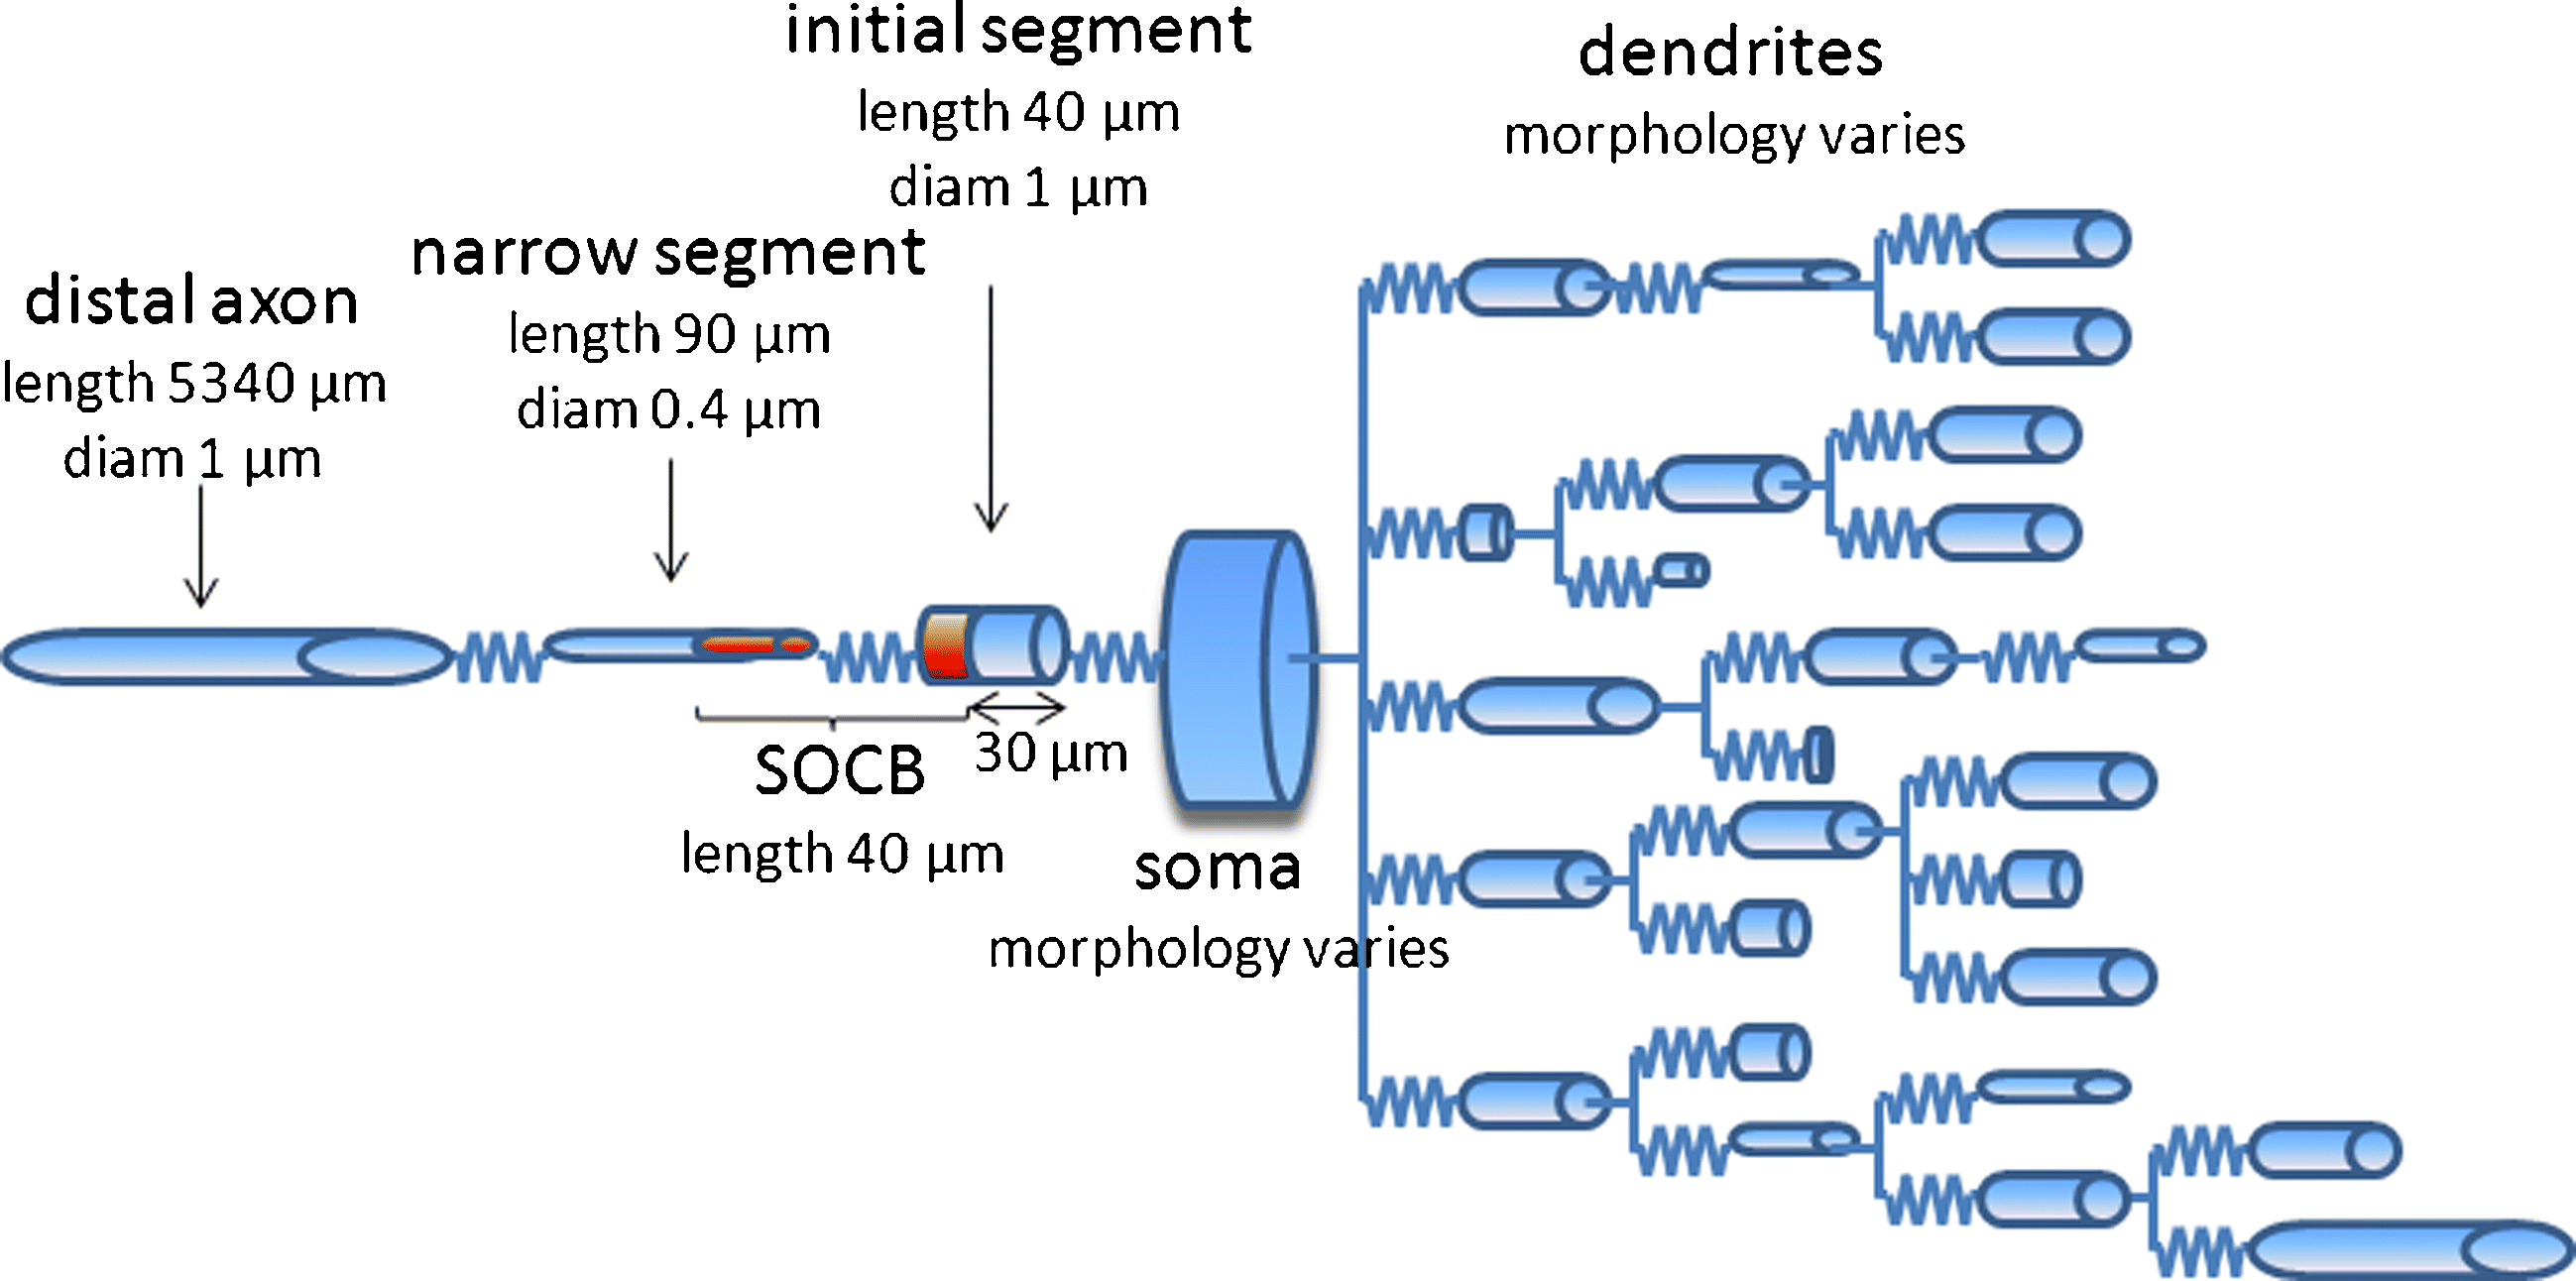 initial segment
length 40 µm
diam 1 µm
dendrites
morphology varies
narrow segment
length 90 µm
diam 0.4 µm
distal axon
length 5340 µm
diam 1 µm
SOCB
length 40 µm
30 µm
soma
morphology varies